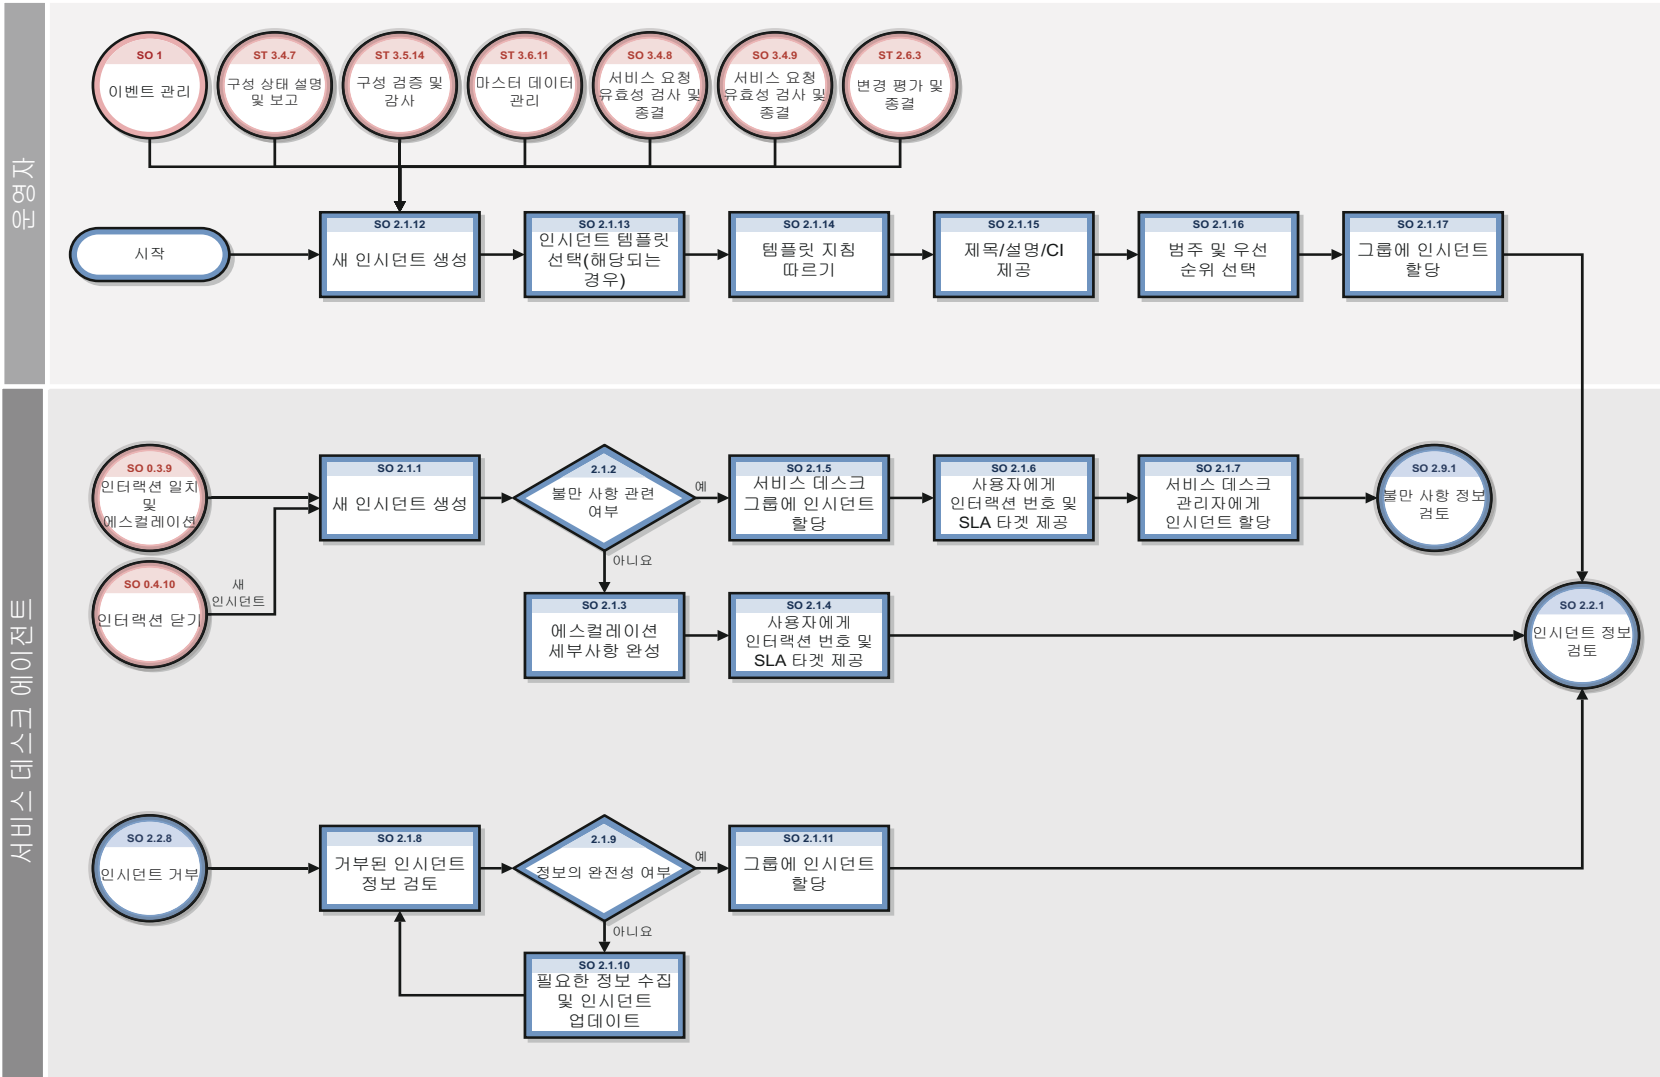 운영자
SO 1
이벤트 관리
ST 3.4.7
구성 상태 설명
및 보고
ST 3.5.14
구성 검증 및
감사
ST 3.6.11
마스터 데이터
관리
SO 3.4.8
서비스 요청
유효성 검사 및
종결
SO 3.4.9
서비스 요청
유효성 검사 및
종결
ST 2.6.3
변경 평가 및
종결
시작
SO 2.1.12
새 인시던트 생성
SO 2.1.13
인시던트 템플릿
선택(해당되는
경우)
SO 2.1.14
템플릿 지침
따르기
SO 2.1.15
제목/설명/CI
제공
SO 2.1.16
범주 및 우선
순위 선택
SO 2.1.17
그룹에 인시던트
할당
서비스 데스크 에이전트
SO 0.3.9
인터랙션 일치
및
에스컬레이션
SO 0.4.10
인터랙션 닫기
새
인시던트
SO 2.1.1
새 인시던트 생성
2.1.2
불만 사항 관련
여부
예
아니요
SO 2.1.5
서비스 데스크
그룹에 인시던트
할당
SO 2.1.6
사용자에게
인터랙션 번호 및
SLA 타겟 제공
SO 2.1.7
서비스 데스크
관리자에게
인시던트 할당
SO 2.9.1
불만 사항 정보
검토
SO 2.1.3
에스컬레이션
세부사항 완성
SO 2.1.4
사용자에게
인터랙션 번호 및
SLA 타겟 제공
SO 2.2.1
인시던트 정보
검토
SO 2.2.8
인시던트 거부
SO 2.1.8
거부된 인시던트
정보 검토
2.1.9
정보의 완전성 여부
예
아니요
SO 2.1.11
그룹에 인시던트
할당
SO 2.1.10
필요한 정보 수집
및 인시던트
업데이트